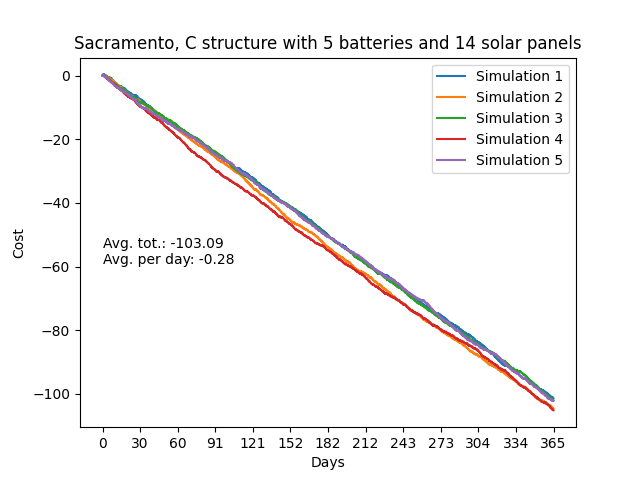 Sacramento, C structure with 5 batteries and 14 solar panels
Simulation 1
Simulation 2
Simulation 3
Simulation 4
Simulation 5
Avg. tot.: -103.09
Avg. per day: -0.28
Cost
0
−20
−40
−60
−80
−100
0 30 60 91 121 152 182 212 243 273 304 334 365
Days